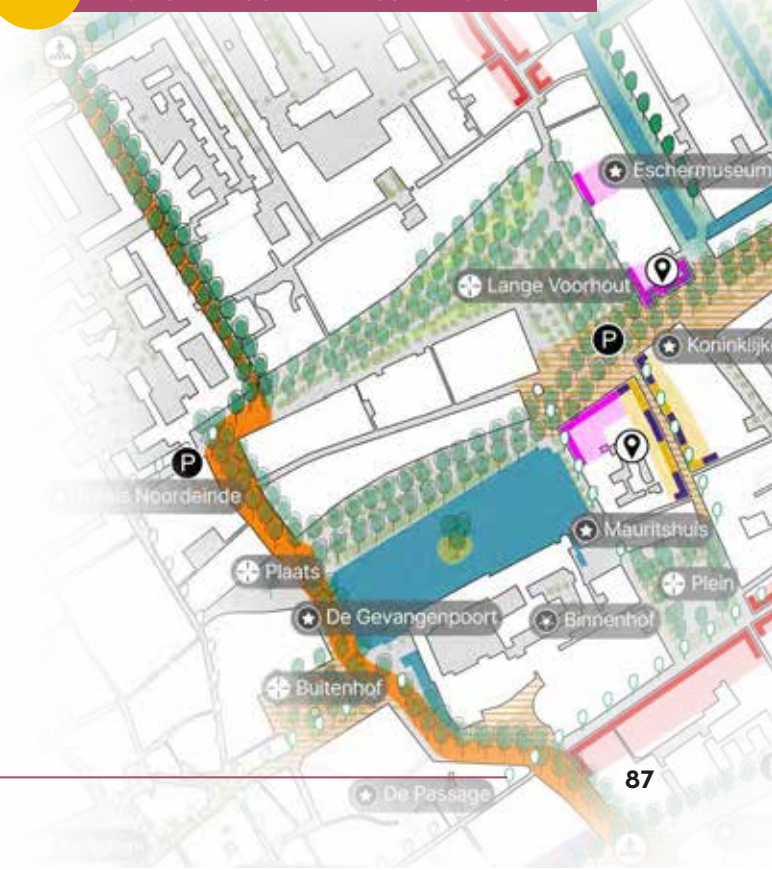 Eschermuseum
Lange Voorhout
P
Koninklijk
P
Noordeinde
Mauritshuis
Plaats
Plein
De Gevangenpoort
Binnenhof
Buitenhof
87
De Passage